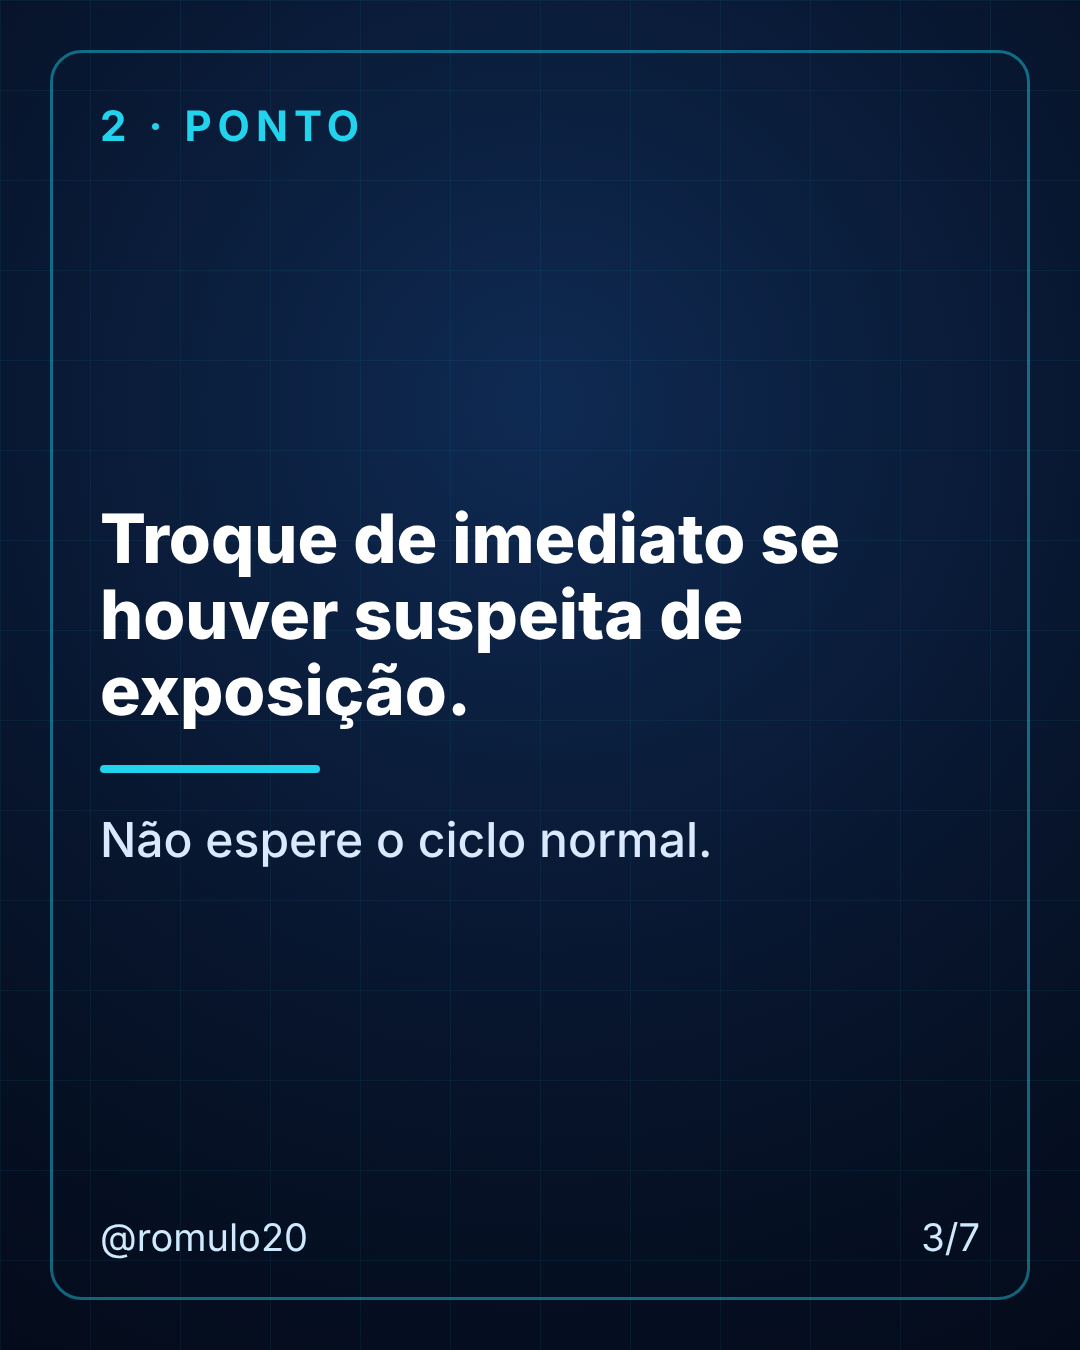 2 · PONTO
Troque de imediato se
houver suspeita de
exposição.
Não espere o ciclo normal.
@romulo20
3/7